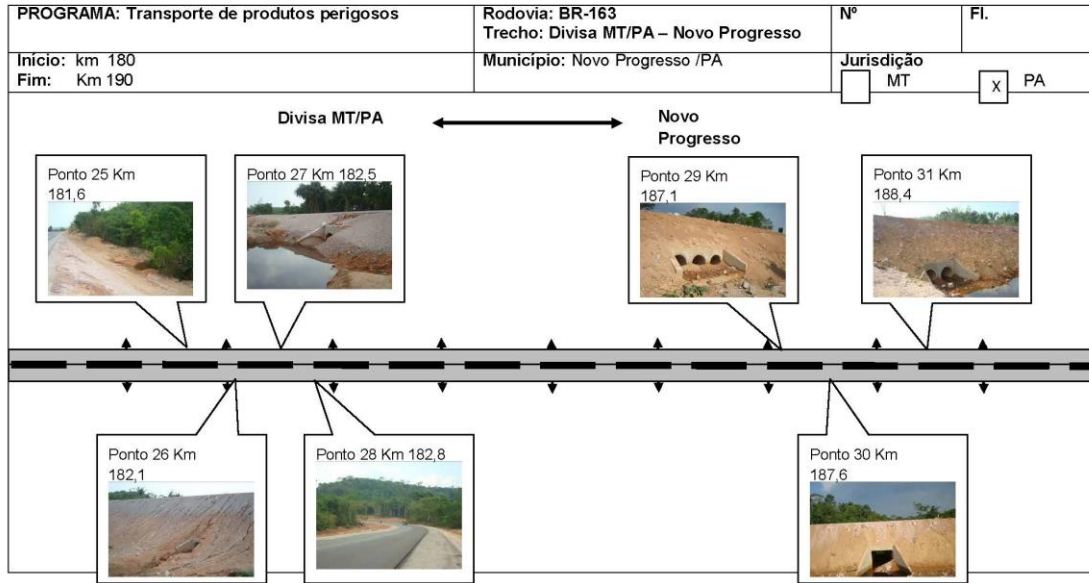 PROGRAMA: Transporte de produtos perigosos
Rodovia: BR-163
Trecho: Divisa MT/PA – Novo Progresso
Nº
Fl.
Início: km 180
Fim: Km 190
Município: Novo Progresso /PA
Jurisdição
MT
X PA
Divisa MT/PA
Novo
Progresso
Ponto 25 Km
181,6
Ponto 27 Km 182,5
Ponto 29 Km
187,1
Ponto 31 Km
188,4
Ponto 26 Km
182,1
Ponto 28 Km 182,8
Ponto 30 Km
187,6